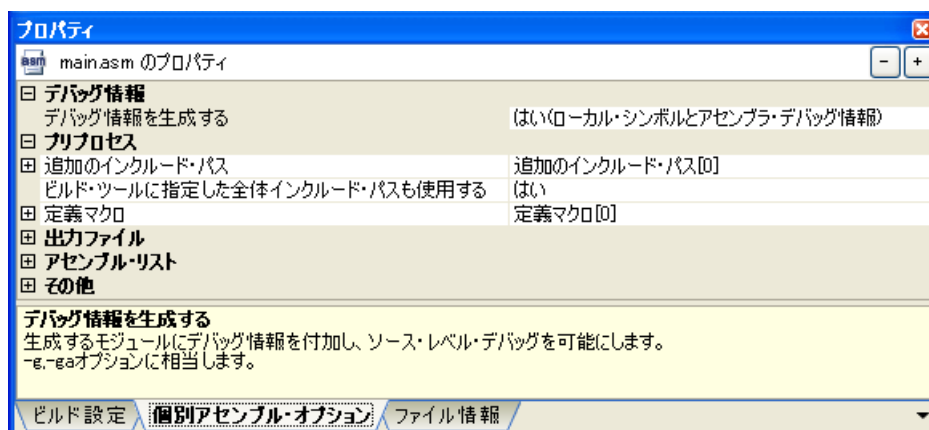 プロパティ
asm main.asm のプロパティ
- +
デバッグ情報
デバッグ情報を生成する はい(ローカル・シンボルとアセンブラ・デバッグ情報)
プリプロセス
追加のインクルード・パス 追加のインクルード・パス[0]
ビルド・ツールに指定した全体インクルード・パスも使用する はい
定義マクロ 定義マクロ[0]
出力ファイル
アセンブル・リスト
その他
デバッグ情報を生成する
生成するモジュールにデバッグ情報を付加し、ソース・レベル・デバッグを可能にします。
-g,-gaオプションに相当します。
ビルド設定 個別アセンブル・オプション ファイル情報